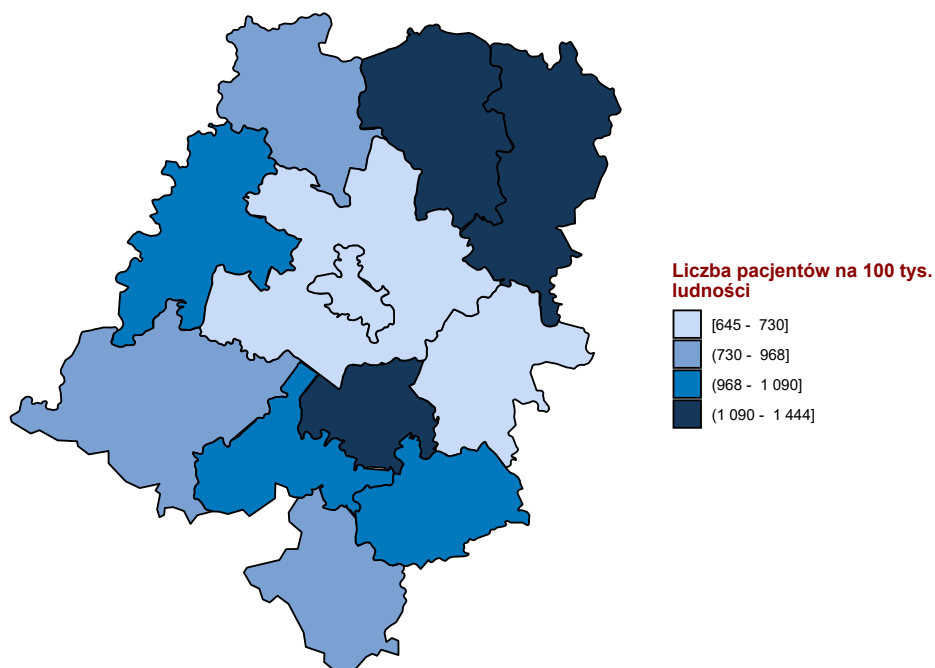 Liczba pacjentów na 100 tys.
ludności
[645 - 730]
(730 - 968]
(968 - 1 090]
(1 090 - 1 444]